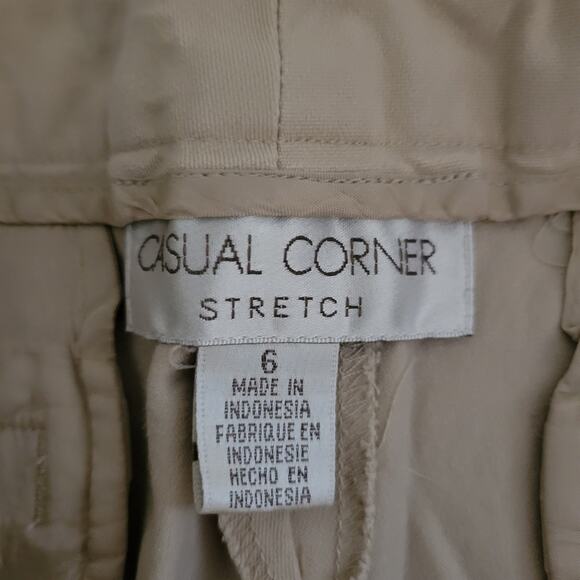 CASUAL CORNER
STRETCH
6
MADE IN
INDONESIA
FABRIQUE EN
INDONESIE
HECHO EN
INDONESIA